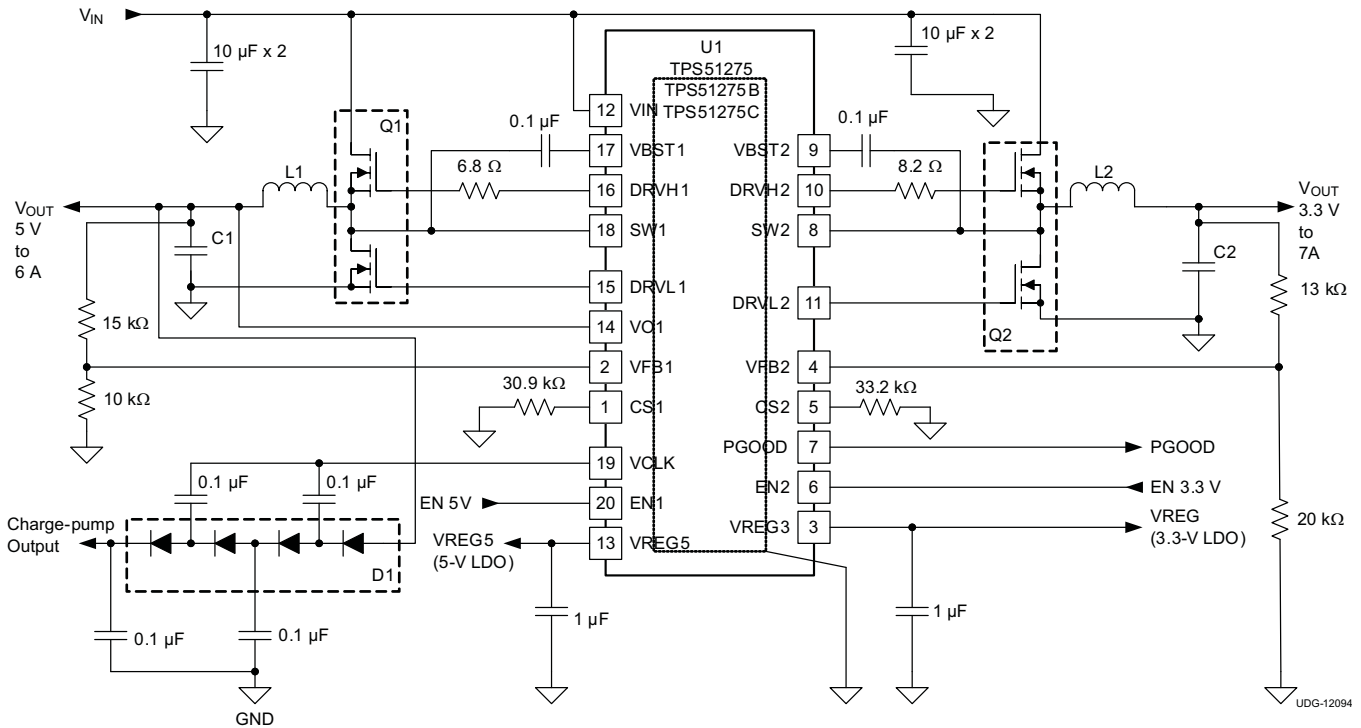 VIN
10 µF x 2
10 µF x 2
U1
TPS51275
TPS51275B
TPS51275C
Q1
0.1 µF
12 VIN
0.1 µF
17 VBST1
VBST2 9
L1
6.8 Ω
8.2 Ω
L2
16 DRVH1
DRVH2 10
VOUT
5 V
to
6 A
C1
18 SW1
SW2 8
VOUT
3.3 V
to
7A
C2
15 DRVL1
DRVL2 11
13 kΩ
15 kΩ
14 VO1
Q2
2 VFB1
VFB2 4
10 kΩ
30.9 kΩ
33.2 kΩ
1 CS1
CS2 5
PGOOD 7
PGOOD
19 VCLK
0.1 µF
0.1 µF
EN2 6
EN 3.3 V
EN 5V
20 EN1
Charge-pump
Output
VREG3 3
VREG
(3.3-V LDO)
20 kΩ
VREG5
(5-V LDO)
13 VREG5
D1
0.1 µF
0.1 µF
1 µF
1 µF
GND
UDG-12094